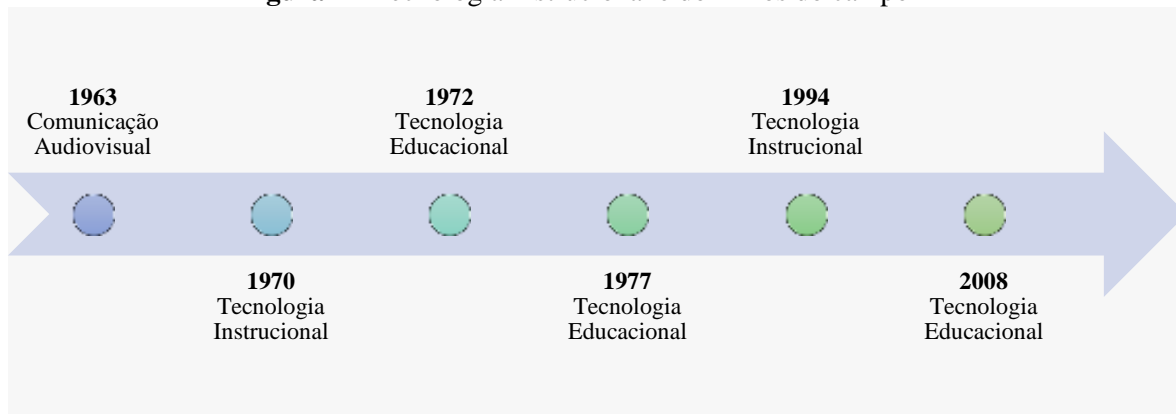 1963
Comunicação
Audiovisual
1972
Tecnologia
Educacional
1994
Tecnologia
Instrucional
1970
Tecnologia
Instrucional
1977
Tecnologia
Educacional
2008
Tecnologia
Educacional